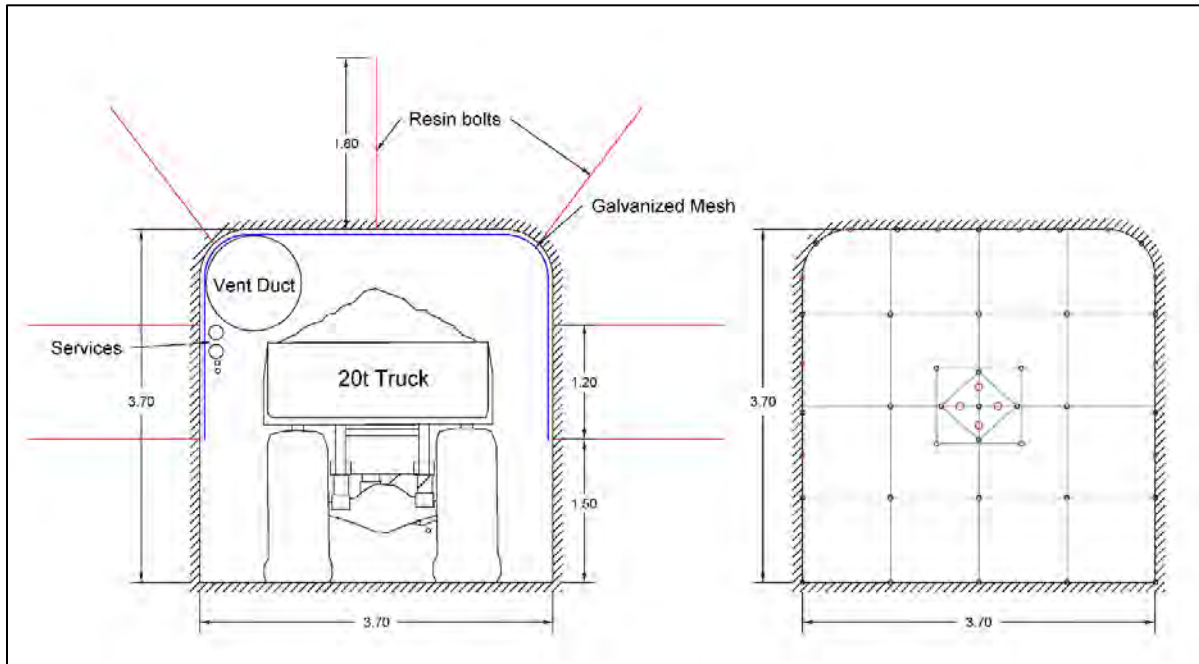 Resin bolts
1.80
Galvanized Mesh
Vent Duct
Services
20t Truck
1.20
3.70
3.70
1.50
3.70
3.70